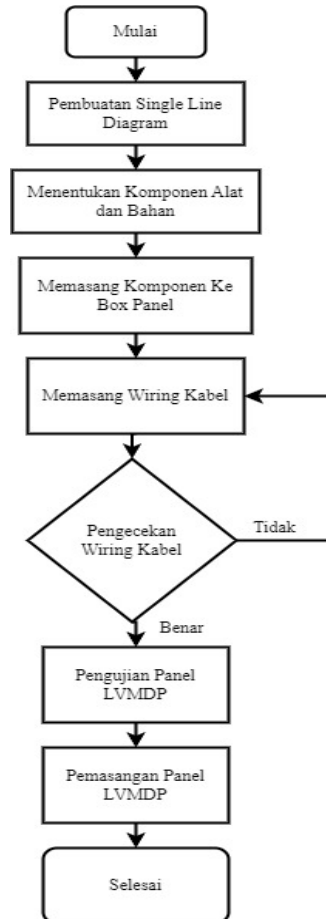 Mulai
Pembuatan Single Line
Diagram
Menentukan Komponen Alat
dan Bahan
Memasang Komponen Ke
Box Panel
Memasang Wiring Kabel
Pengecekan
Wiring Kabel
Tidak
Benar
Pengujian Panel
LVMDP
Pemasangan Panel
LVMDP
Selesai